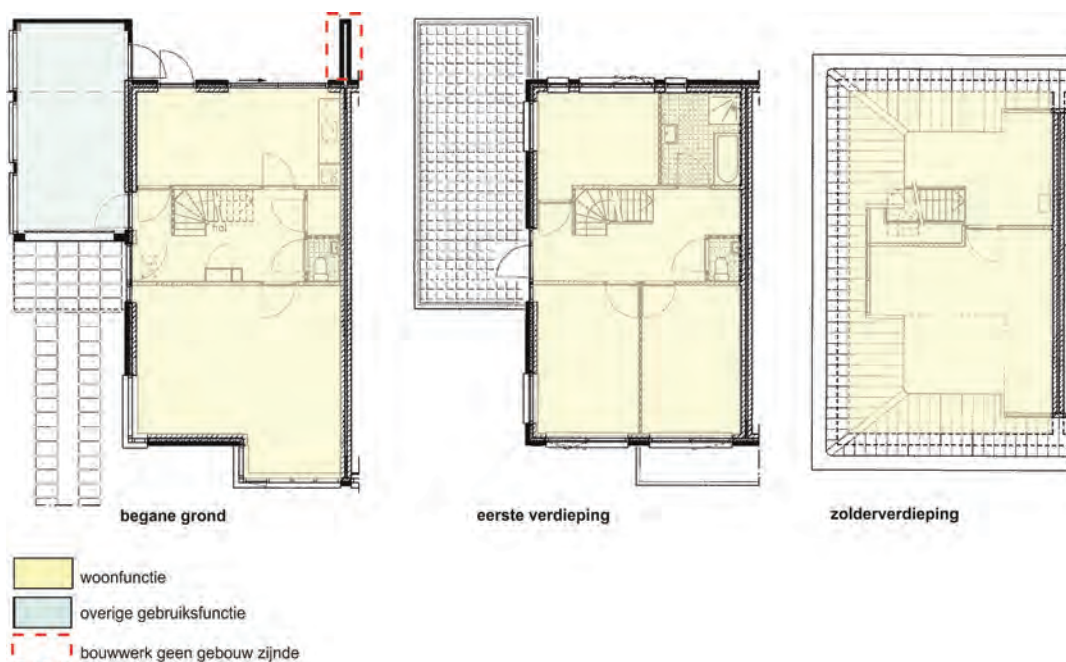 hal
begane grond
eerste verdieping
zolderverdieping
woonfunctie
overige gebruiksfunctie
bouwwerk geen gebouw zijnde